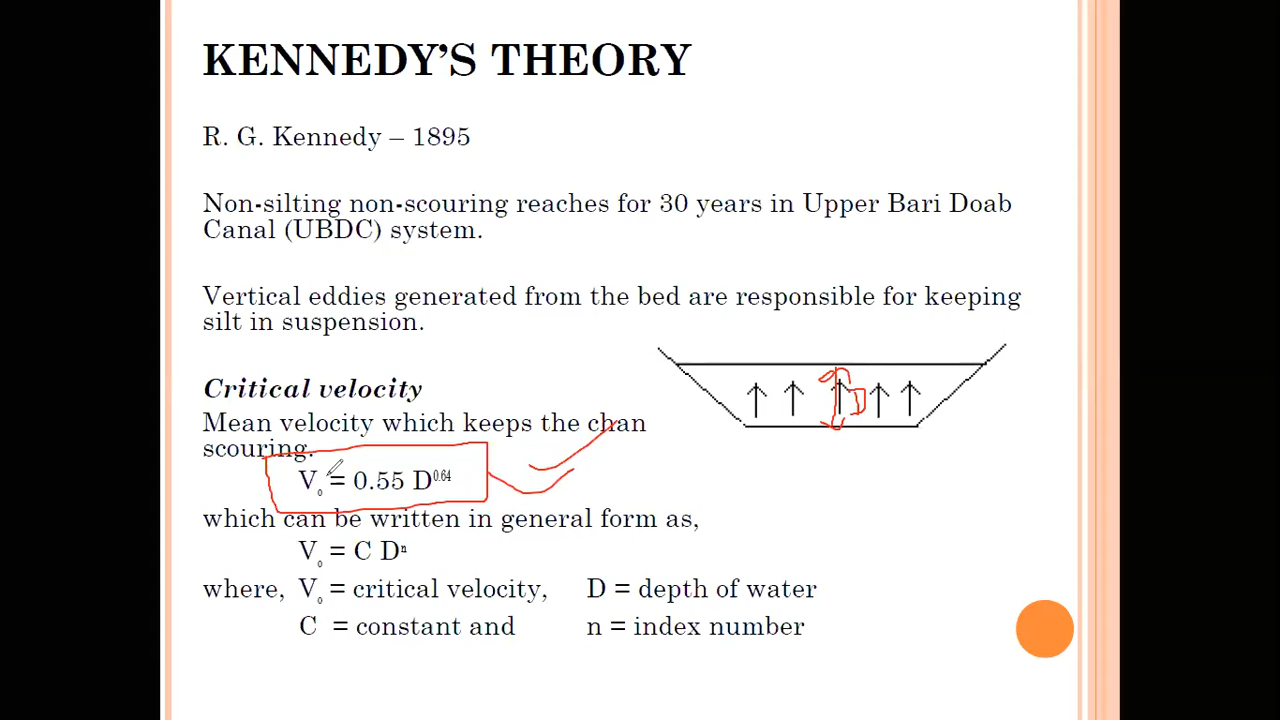 KENNEDY'S THEORY
R. G. Kennedy – 1895
Non-silting non-scouring reaches for 30 years in Upper Bari Doab
Canal (UBDC) system.
Vertical eddies generated from the bed are responsible for keeping
silt in suspension.
Critical velocity
Mean velocity which keeps the chan
scouring.
D
V₀ = 0.55 D⁰·⁶⁴
which can be written in general form as,
V₀ = C Dⁿ
where, V₀ = critical velocity, D = depth of water
C = constant and n = index number